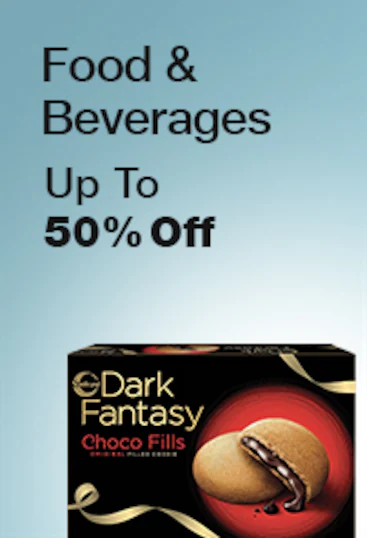 Food &
Beverages
Up To
50% Off
Dark
Fantasy
Choco Fills
ORIGINAL FILLED COOKIE